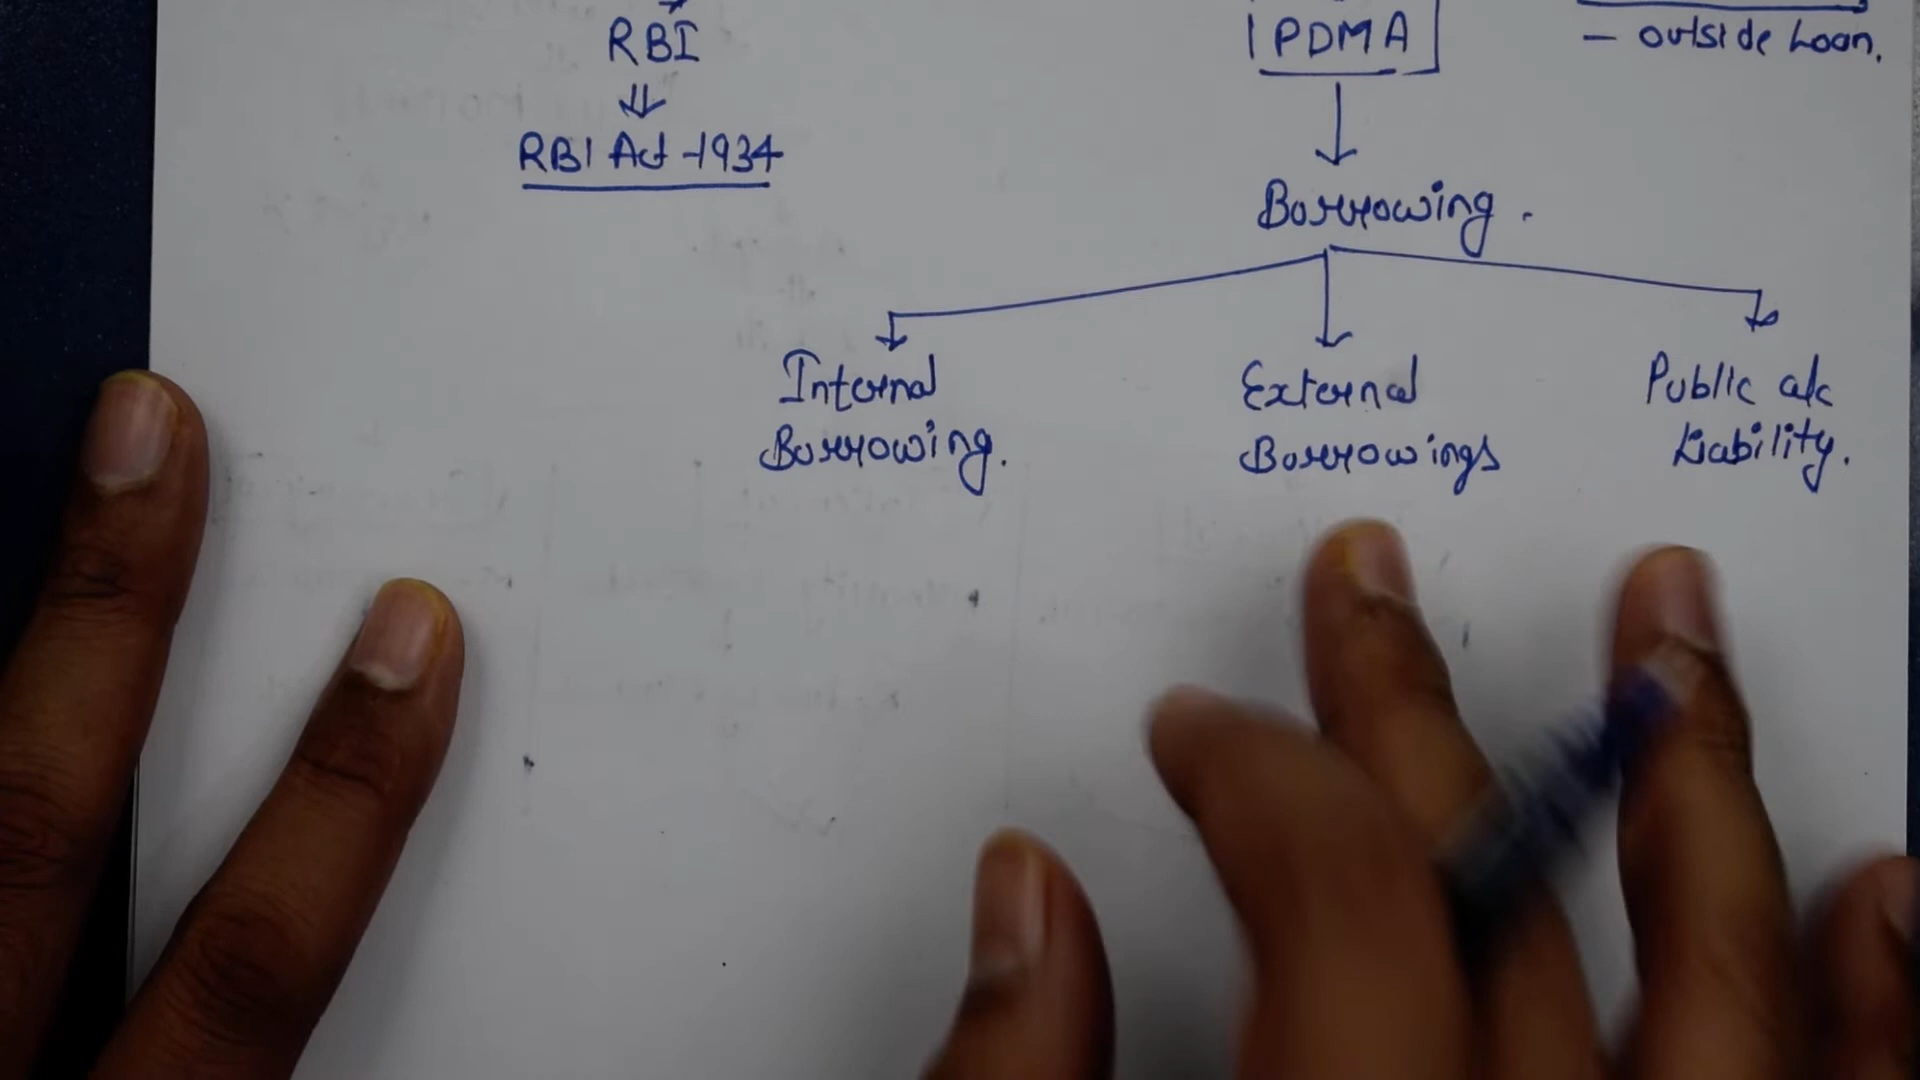 RBI
RBI Act -1934
PDMA
- outside Loan.
Borrowing.
Internal
Borrowing.
External
Borrowings
Public a/c
Liability.